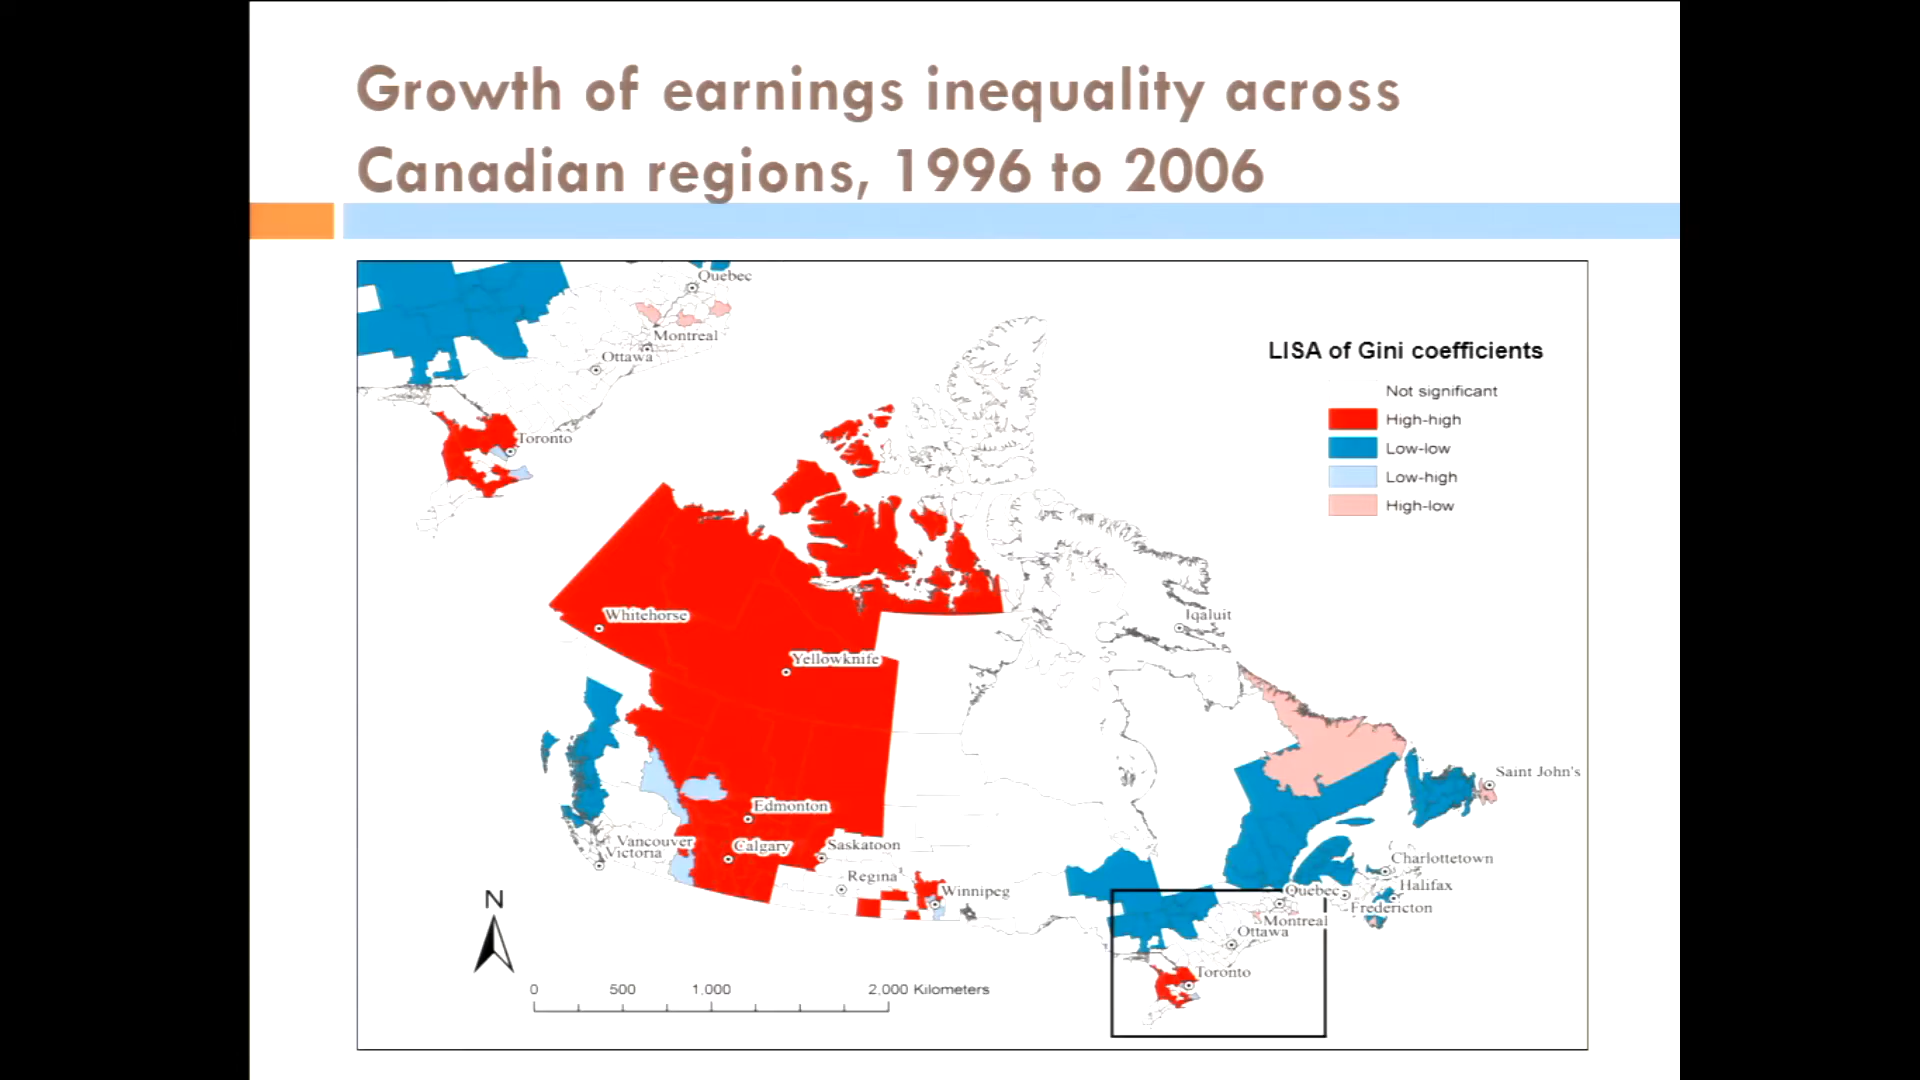 Growth of earnings inequality across
Canadian regions, 1996 to 2006
Quebec
Montreal
Ottawa
Toronto
LISA of Gini coefficients
Not significant
High-high
Low-low
Low-high
High-low
Whitehorse
Yellowknife
Iqaluit
Edmonton
Saint John's
Vancouver
Victoria
Calgary
Saskatoon
Regina
Winnipeg
Charlottetown
Halifax
Quebec
Fredericton
Montreal
Ottawa
Toronto
N
0 500 1,000 2,000 Kilometers